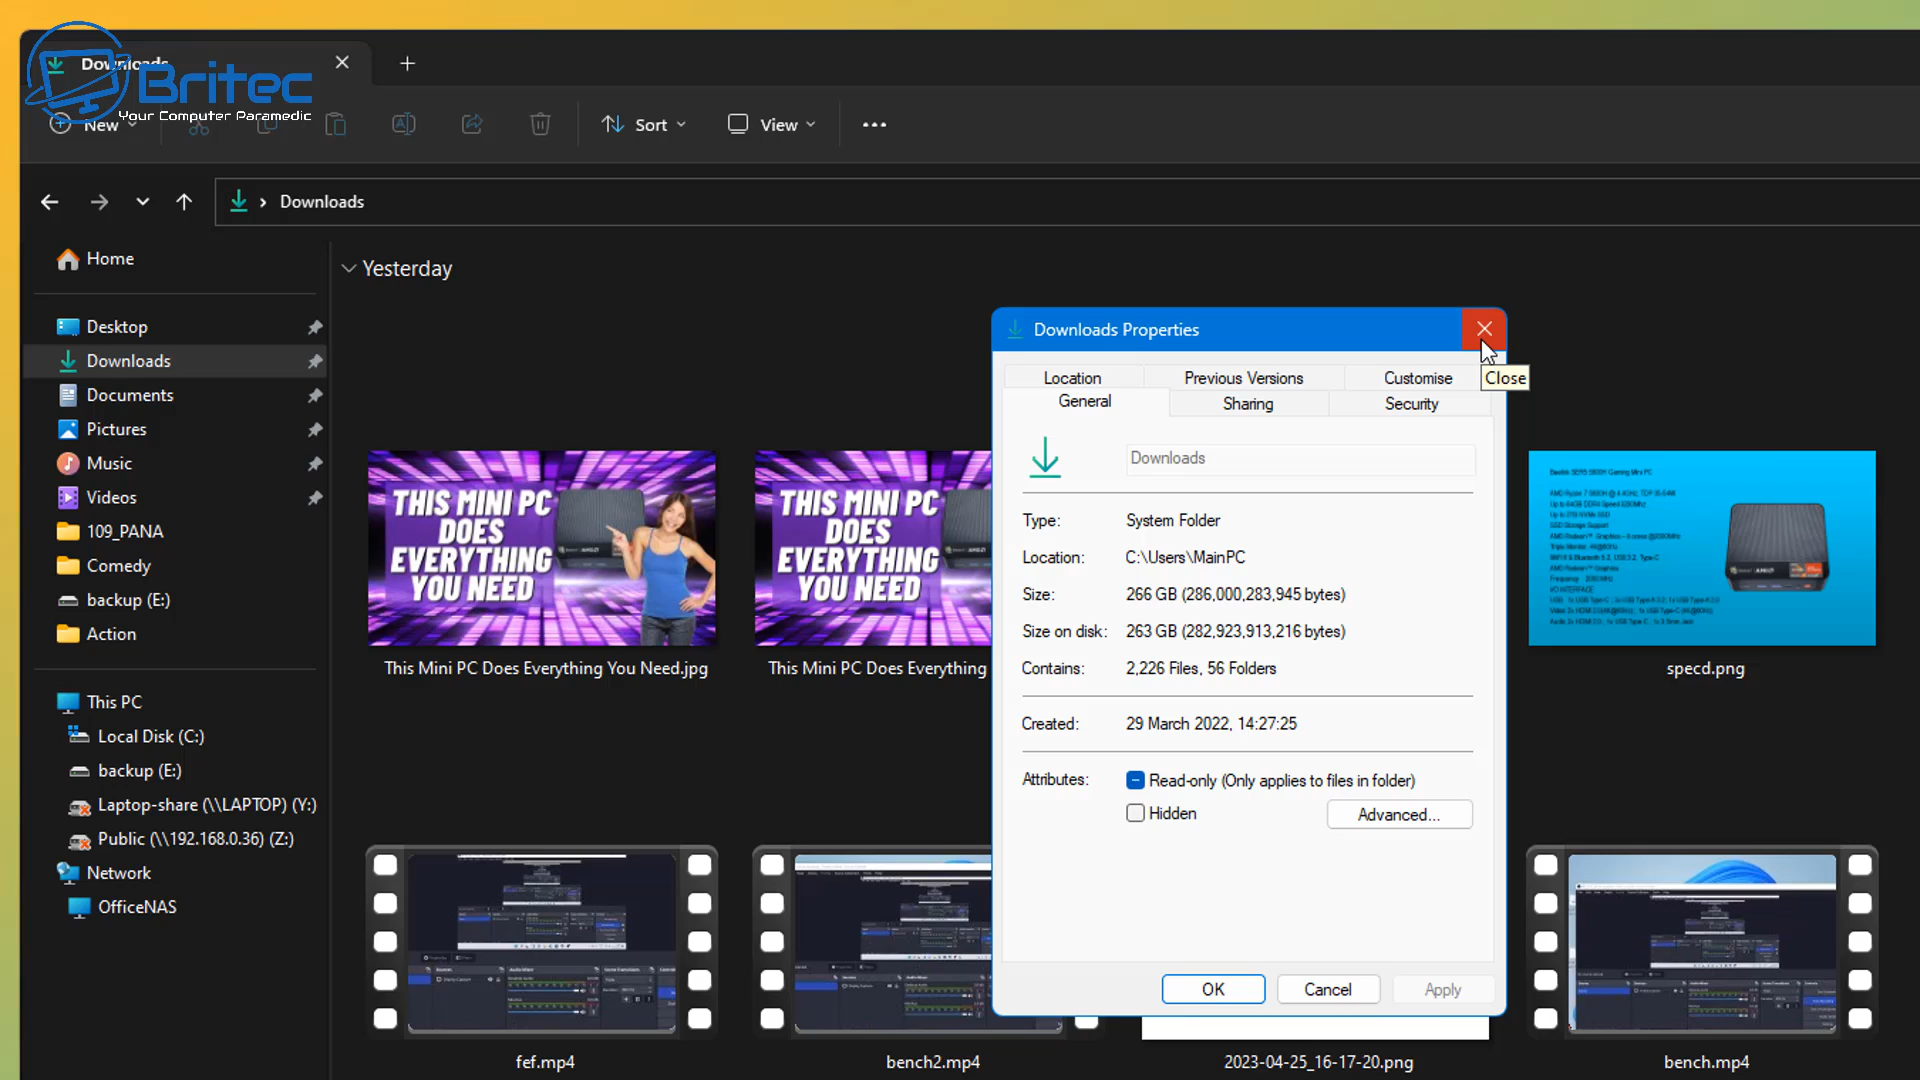 Downloads
Britec
Your Computer Paramedic
New
Sort
View
Downloads
Home
Desktop
Downloads
Documents
Pictures
Music
Videos
109_PANA
Comedy
backup (E:)
Action
This PC
Local Disk (C:)
backup (E:)
Laptop-share (\\LAPTOP) (Y:)
Public (\\192.168.0.36) (Z:)
Network
OfficeNAS
Yesterday
THIS MINI PC
DOES
EVERYTHING
YOU NEED
This Mini PC Does Everything You Need.jpg
THIS MINI PC
DOES
EVERYTHING
YOU NEED
This Mini PC Does Everything
specd.png
fef.mp4
bench2.mp4
2023-04-25_16-17-20.png
bench.mp4
Downloads Properties
Close
Location
Previous Versions
Customise
General
Sharing
Security
Downloads
Type: System Folder
Location: C:\Users\MainPC
Size: 266 GB (286,000,283,945 bytes)
Size on disk: 263 GB (282,923,913,216 bytes)
Contains: 2,226 Files, 56 Folders
Created: 29 March 2022, 14:27:25
Attributes: Read-only (Only applies to files in folder)
Hidden
Advanced...
OK
Cancel
Apply